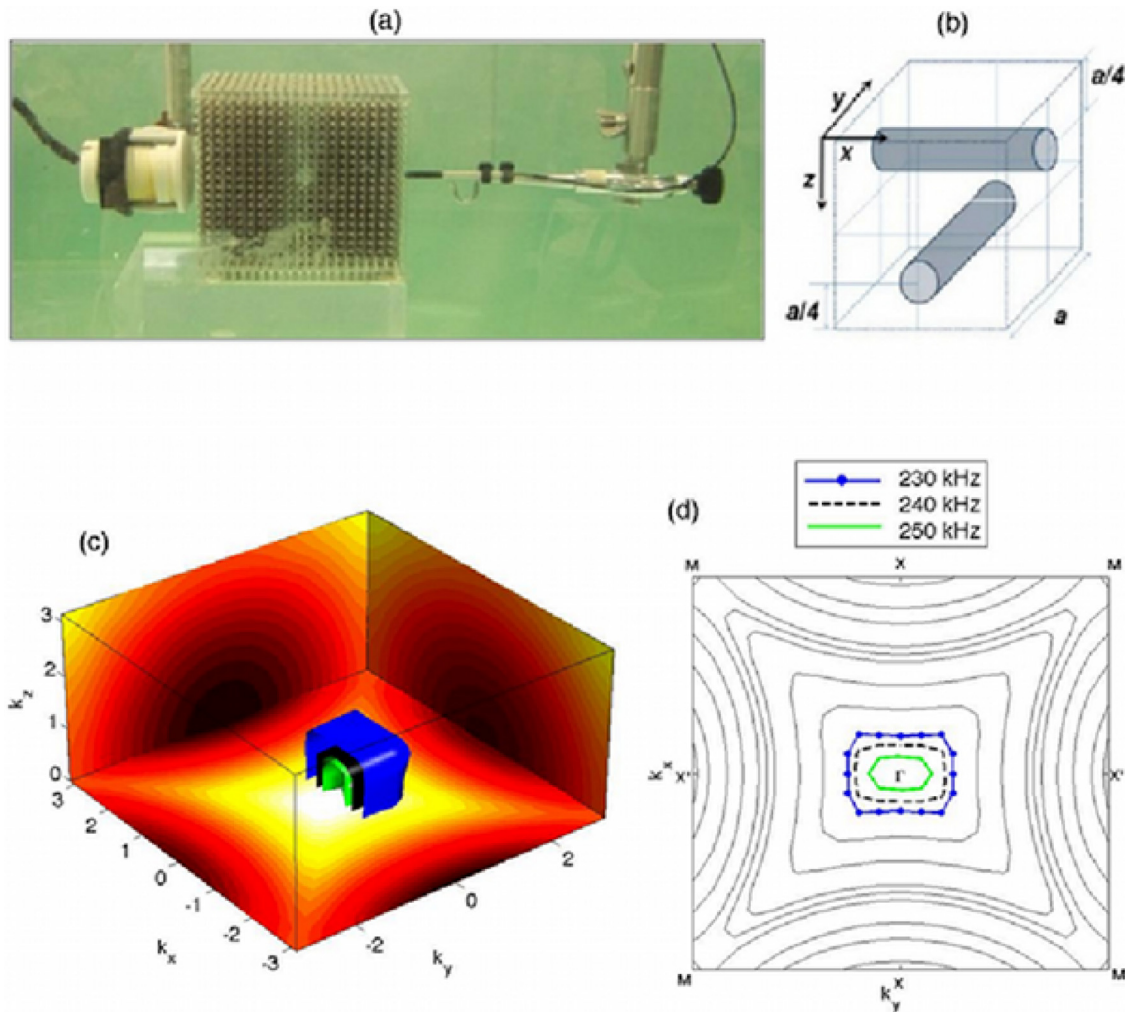 (a)
(b)
a/4
y
x
z
a/4
a
230 kHz
240 kHz
250 kHz
(c)
(d)
M X M
3
2
1
0
k_z
k_x
X' Γ X'
3
2
1
0
-1
-2
-3
2
0
-2
k_x
k_y
M X M
k_y